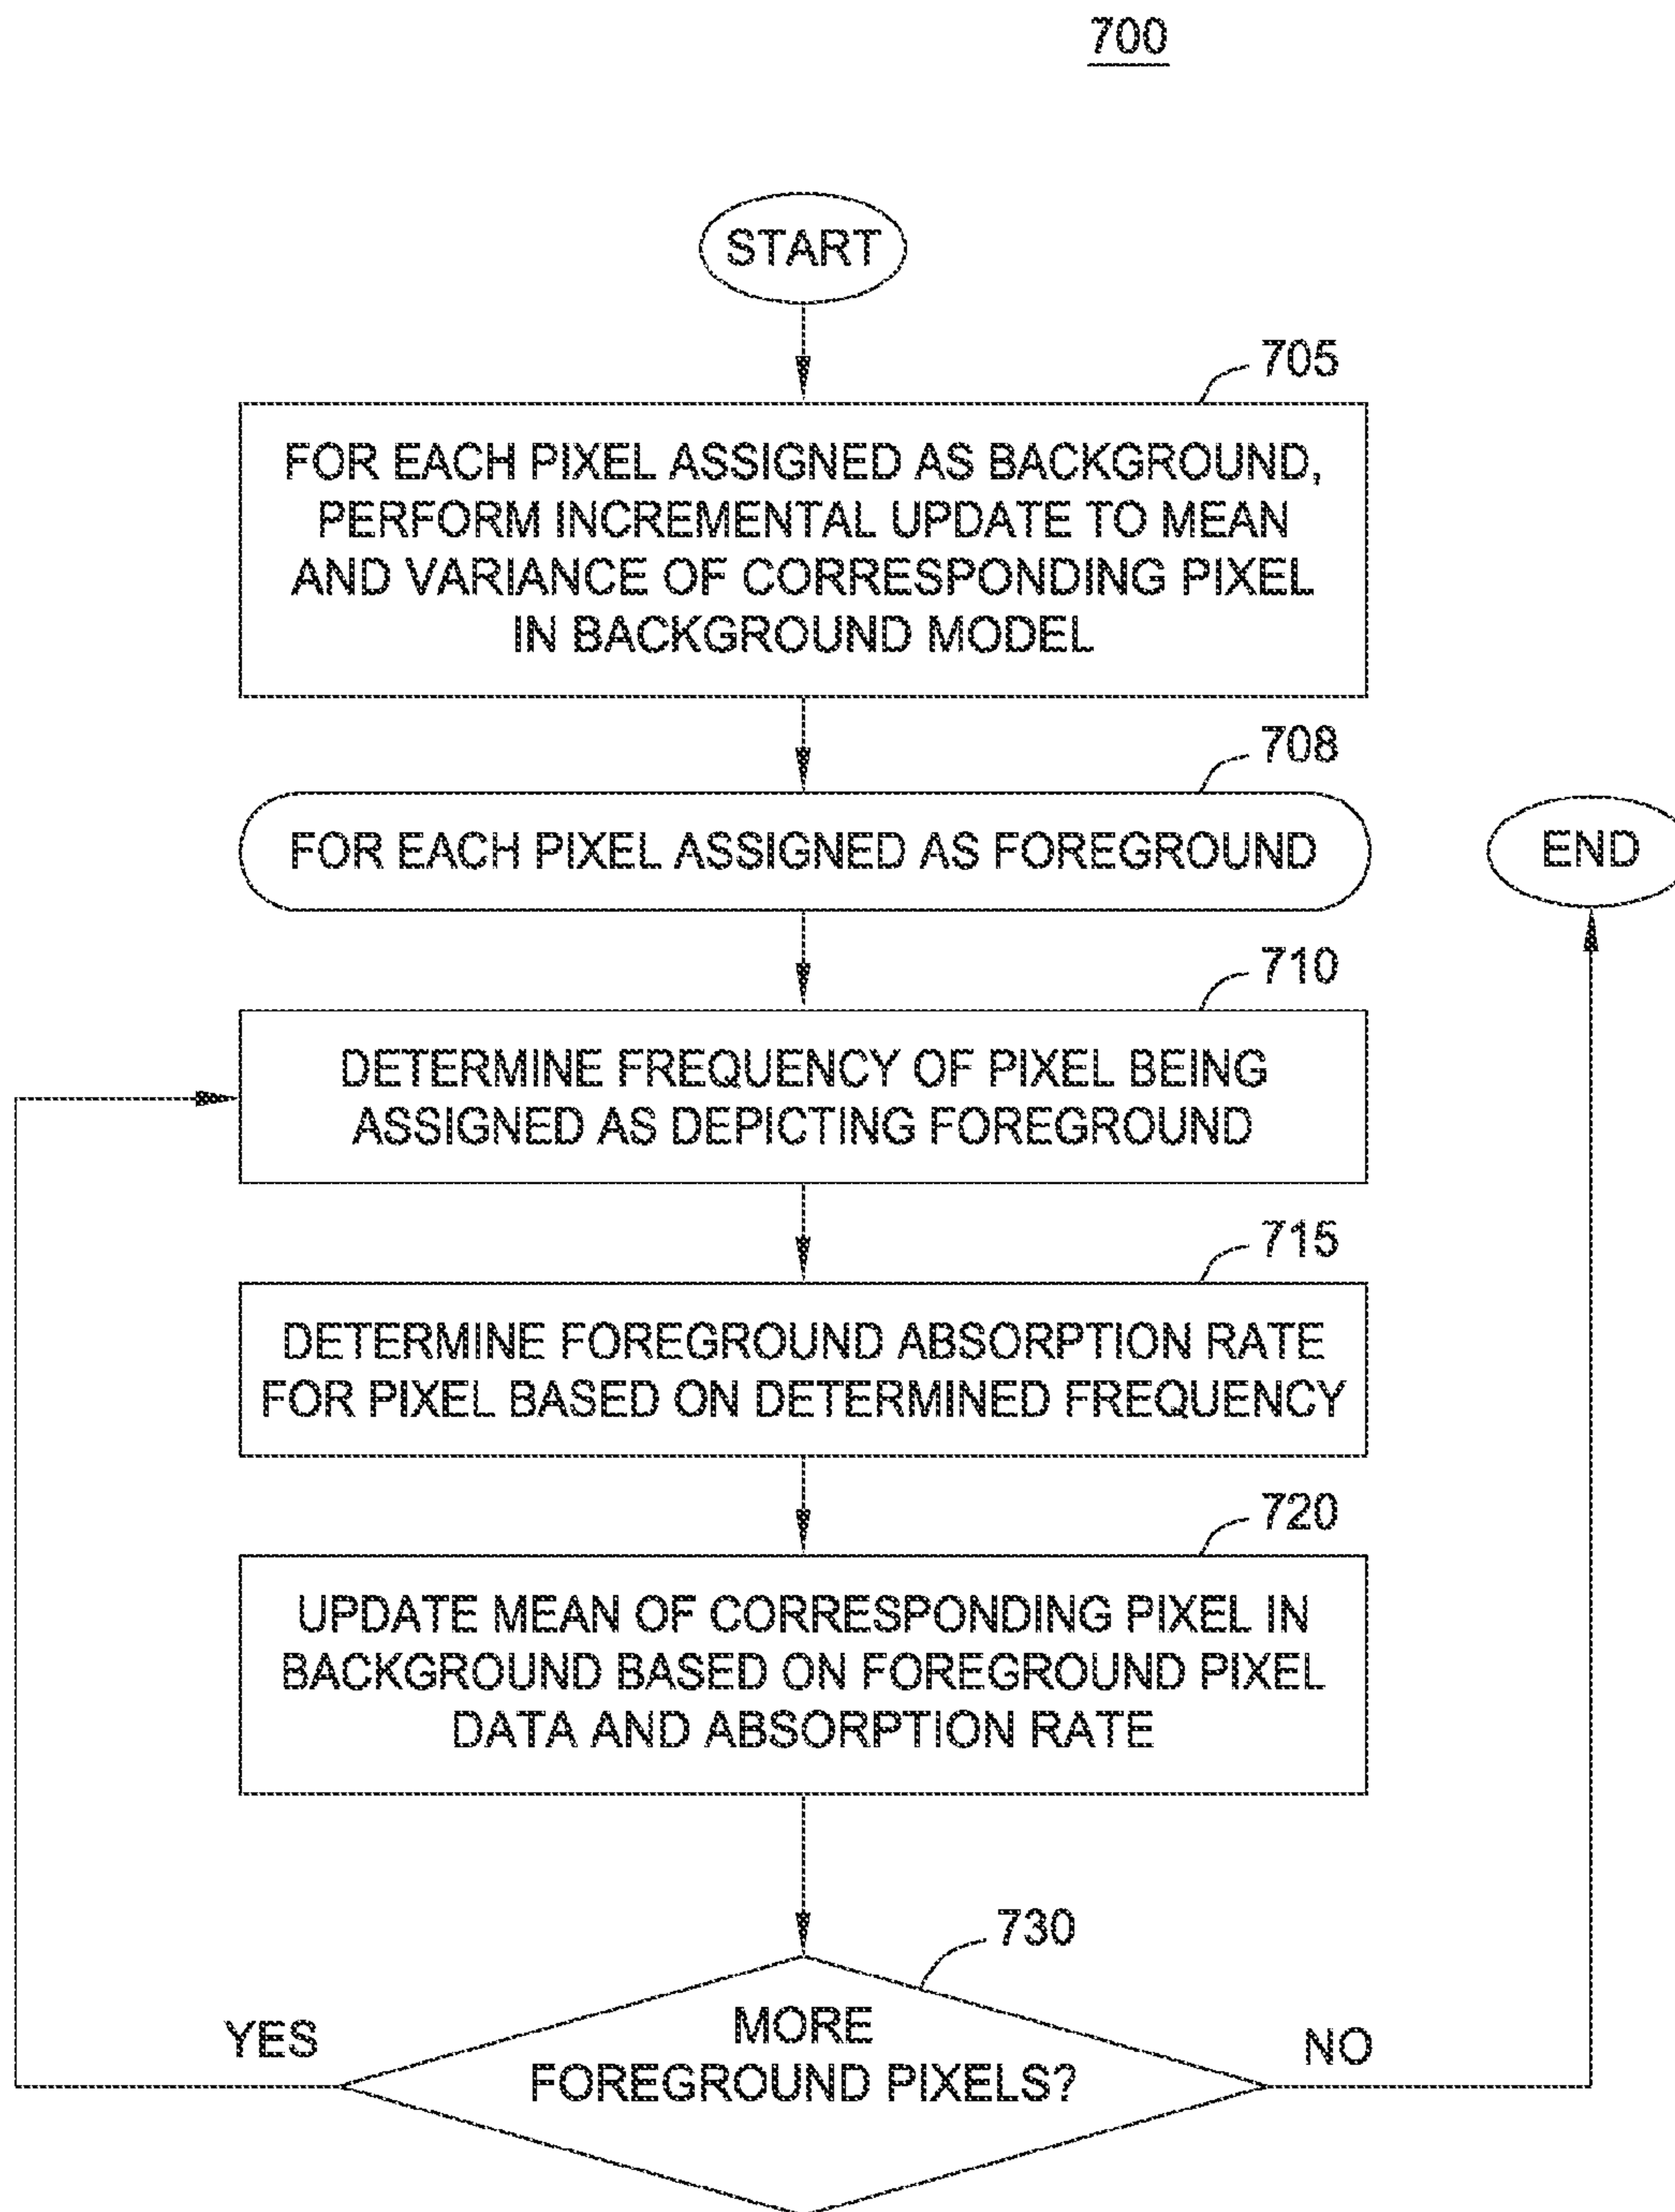 700
START
705
FOR EACH PIXEL ASSIGNED AS BACKGROUND,
PERFORM INCREMENTAL UPDATE TO MEAN
AND VARIANCE OF CORRESPONDING PIXEL
IN BACKGROUND MODEL
708
FOR EACH PIXEL ASSIGNED AS FOREGROUND
END
710
DETERMINE FREQUENCY OF PIXEL BEING
ASSIGNED AS DEPICTING FOREGROUND
715
DETERMINE FOREGROUND ABSORPTION RATE
FOR PIXEL BASED ON DETERMINED FREQUENCY
720
UPDATE MEAN OF CORRESPONDING PIXEL IN
BACKGROUND BASED ON FOREGROUND PIXEL
DATA AND ABSORPTION RATE
730
MORE
FOREGROUND PIXELS?
YES
NO